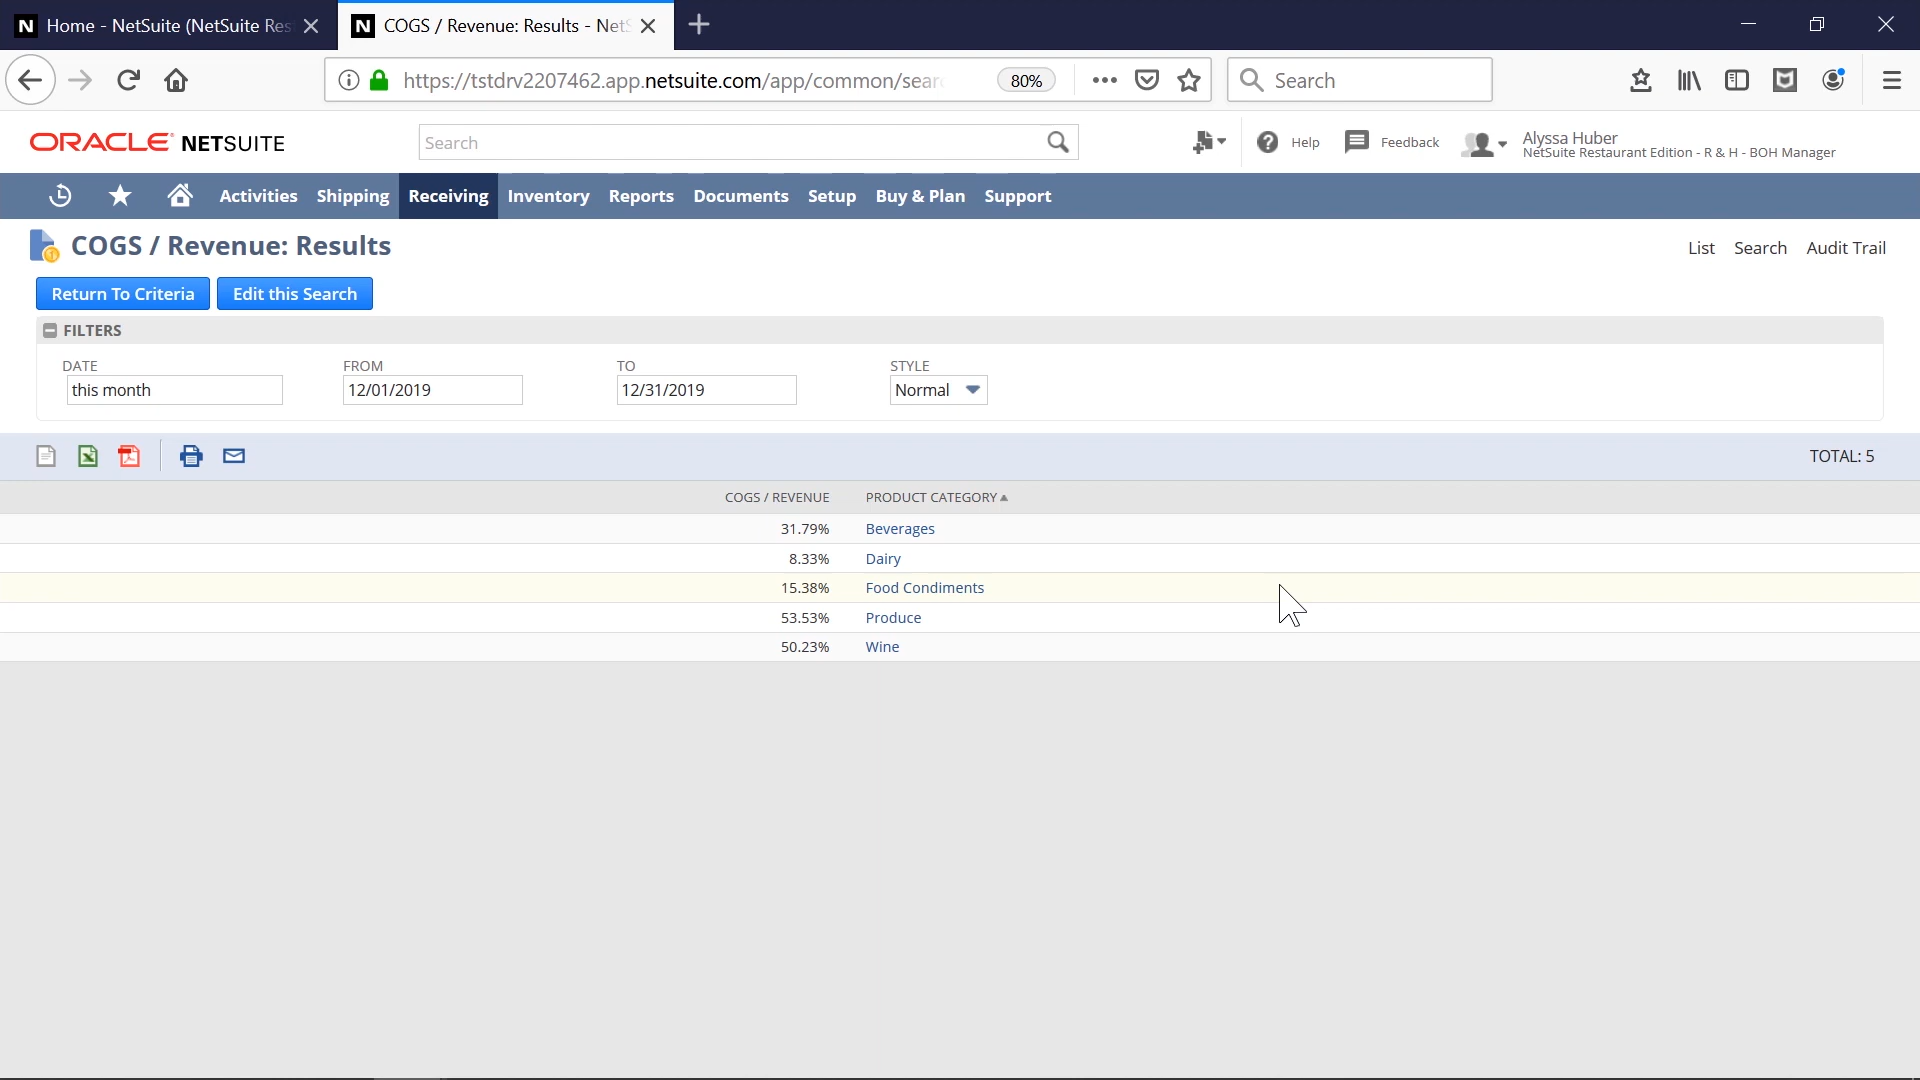 N Home - NetSuite (NetSuite Res
N COGS / Revenue: Results - NetS
https://tstdrv2207462.app.netsuite.com/app/common/sear
80%
Search
ORACLE NETSUITE
Search
Help
Feedback
Alyssa Huber
NetSuite Restaurant Edition - R & H - BOH Manager
Activities Shipping Receiving Inventory Reports Documents Setup Buy & Plan Support
COGS / Revenue: Results
List Search Audit Trail
Return To Criteria Edit this Search
FILTERS
DATE FROM TO STYLE
this month 12/01/2019 12/31/2019 Normal
TOTAL: 5
COGS / REVENUE PRODUCT CATEGORY
31.79% Beverages
8.33% Dairy
15.38% Food Condiments
53.53% Produce
50.23% Wine